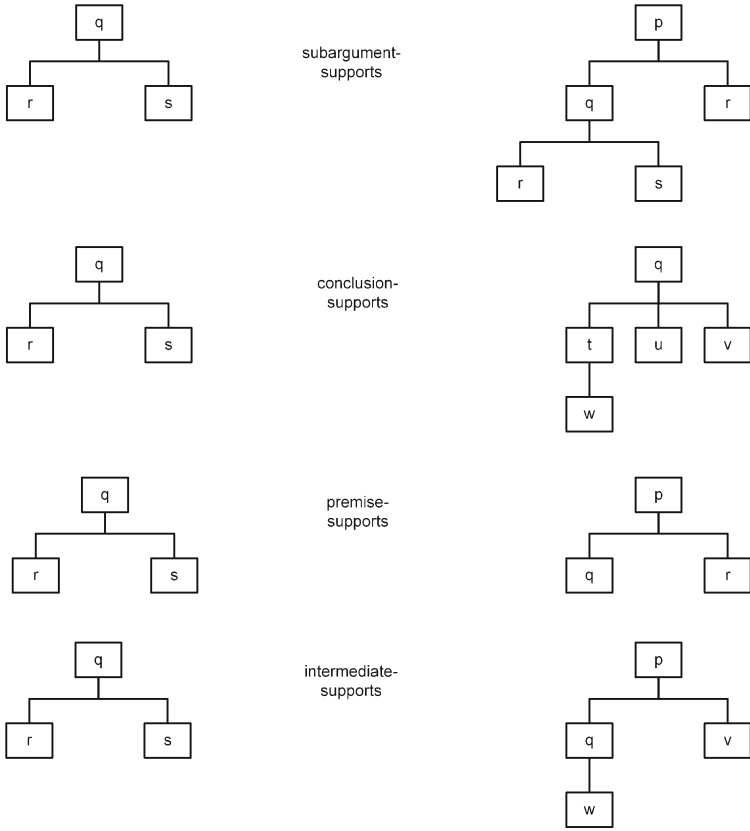 q
subargument-
supports
p
r s
q r
r s
q
conclusion-
supports
q
r s
t u v
w
q
premise-
supports
p
r s
q r
q
intermediate-
supports
p
r s
q v
w